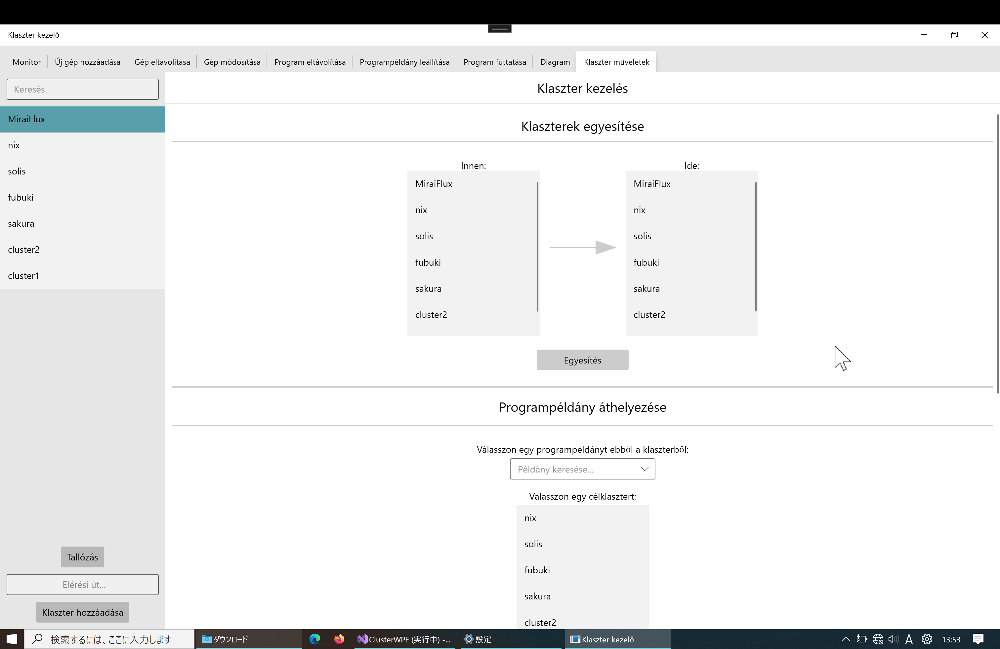 Klaszter kezelő
Monitor
Új gép hozzáadása
Gép eltávolítása
Gép módosítása
Program eltávolítása
Programpéldány leállítása
Program futtatása
Diagram
Klaszter műveletek
Keresés...
MiraiFlux
nix
solis
fubuki
sakura
cluster2
cluster1
Tallózás
Elérési út...
Klaszter hozzáadása
Klaszter kezelés
Klaszterek egyesítése
Innen:
MiraiFlux
nix
solis
fubuki
sakura
cluster2
Ide:
MiraiFlux
nix
solis
fubuki
sakura
cluster2
Egyesítés
Programpéldány áthelyezése
Válasszon egy programpéldányt ebből a klaszterből:
Példány keresése...
Válasszon egy célklasztert:
nix
solis
fubuki
sakura
cluster2
検索するには、ここに入力します
ダウンロード
ClusterWPF (実行中) -...
設定
Klaszter kezelő
A
13:53